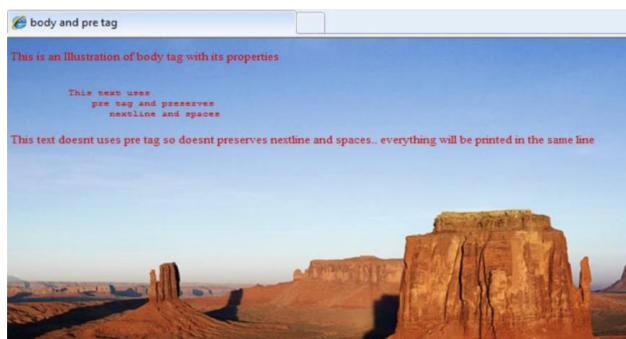 body and pre tag
This is an Illustration of body tag with its properties
This text uses
pre tag and preserves
nextline and spaces
This text doesnt uses pre tag so doesnt preserves nextline and spaces.. everything will be printed in the same line